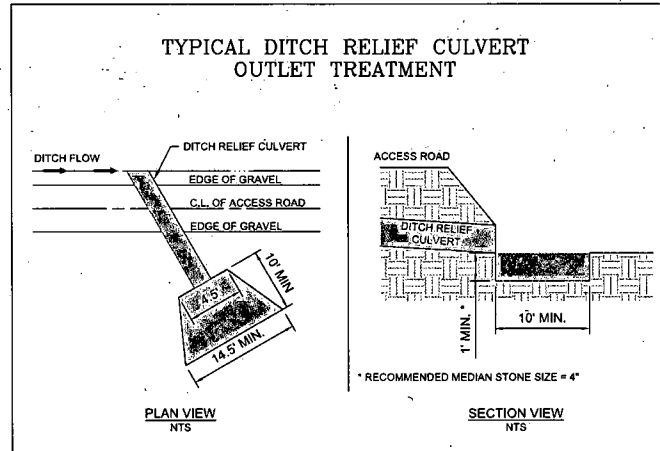 TYPICAL DITCH RELIEF CULVERT
OUTLET TREATMENT
DITCH FLOW
DITCH RELIEF CULVERT
EDGE OF GRAVEL
C.L. OF ACCESS ROAD
EDGE OF GRAVEL
4.5'
10' MIN
14.5' MIN.
PLAN VIEW
NTS
ACCESS ROAD
DITCH RELIEF
CULVERT
1' MIN. *
10' MIN.
* RECOMMENDED MEDIAN STONE SIZE = 4"
SECTION VIEW
NTS